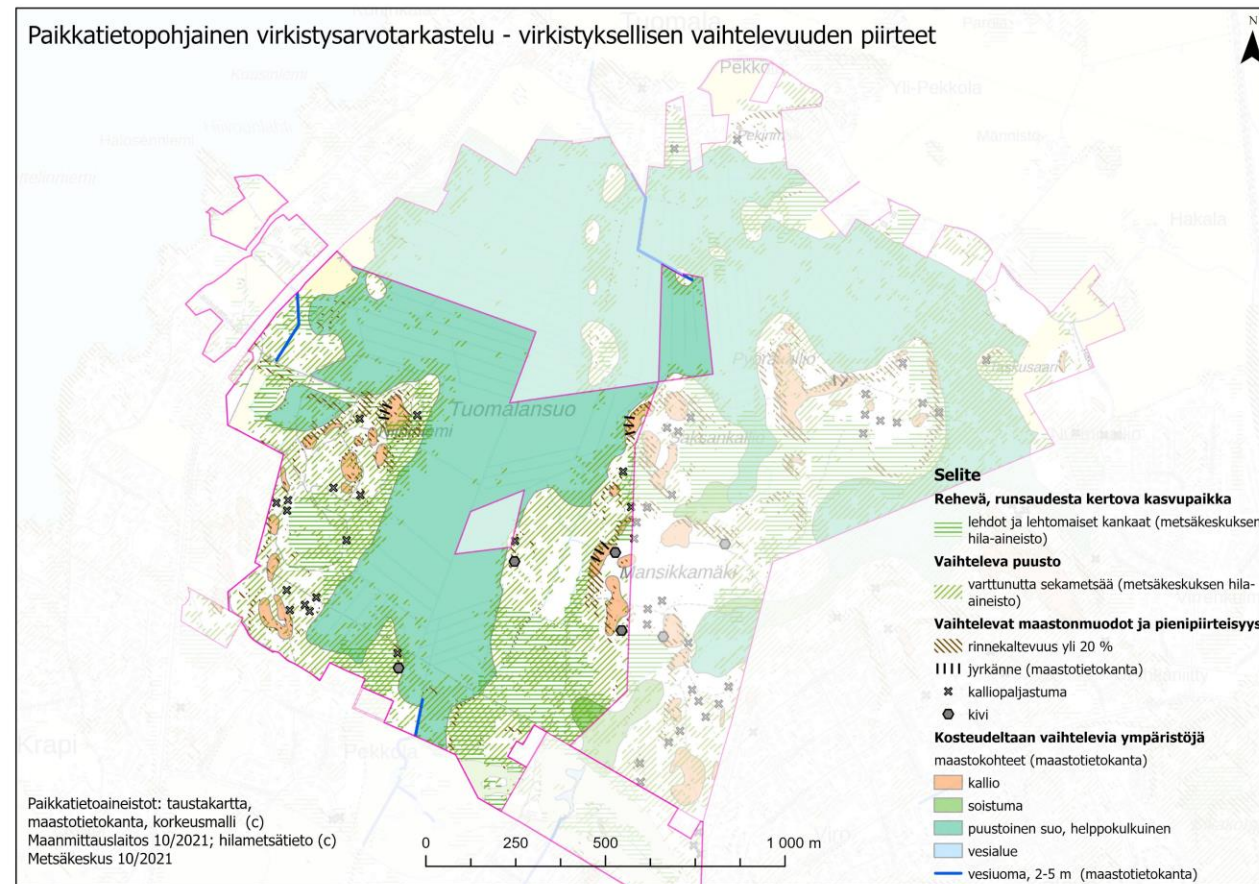 Paikkatietopohjainen virkistysarvotarkastelu - virkistyksellisen vaihtelevuuden piirteet
N
Tuomala
Pekko
Yli-Pekkola
Männistö
Hakala
Tuomalansuo
Mansikkamäki
Krapi
Pekkola
Selite
Rehevä, runsaudesta kertova kasvupaikka
lehdot ja lehtomaiset kankaat (metsäkeskuksen
hila-aineisto)
Vaihteleva puusto
varttunutta sekametsää (metsäkeskuksen hila-
aineisto)
Vaihtelevat maastonmuodot ja pienipiirteisyys
rinnekaltevuus yli 20 %
jyrkänne (maastotietokanta)
kalliopaljastuma
kivi
Kosteudeltaan vaihtelevia ympäristöjä
maastokohteet (maastotietokanta)
kallio
soistuma
puustoinen suo, helppokulkuinen
vesialue
vesiuoma, 2-5 m (maastotietokanta)
Paikkatietoaineistot: taustakartta,
maastotietokanta, korkeusmalli (c)
Maanmittauslaitos 10/2021; hilametsätieto (c)
Metsäkeskus 10/2021
0 250 500 1 000 m